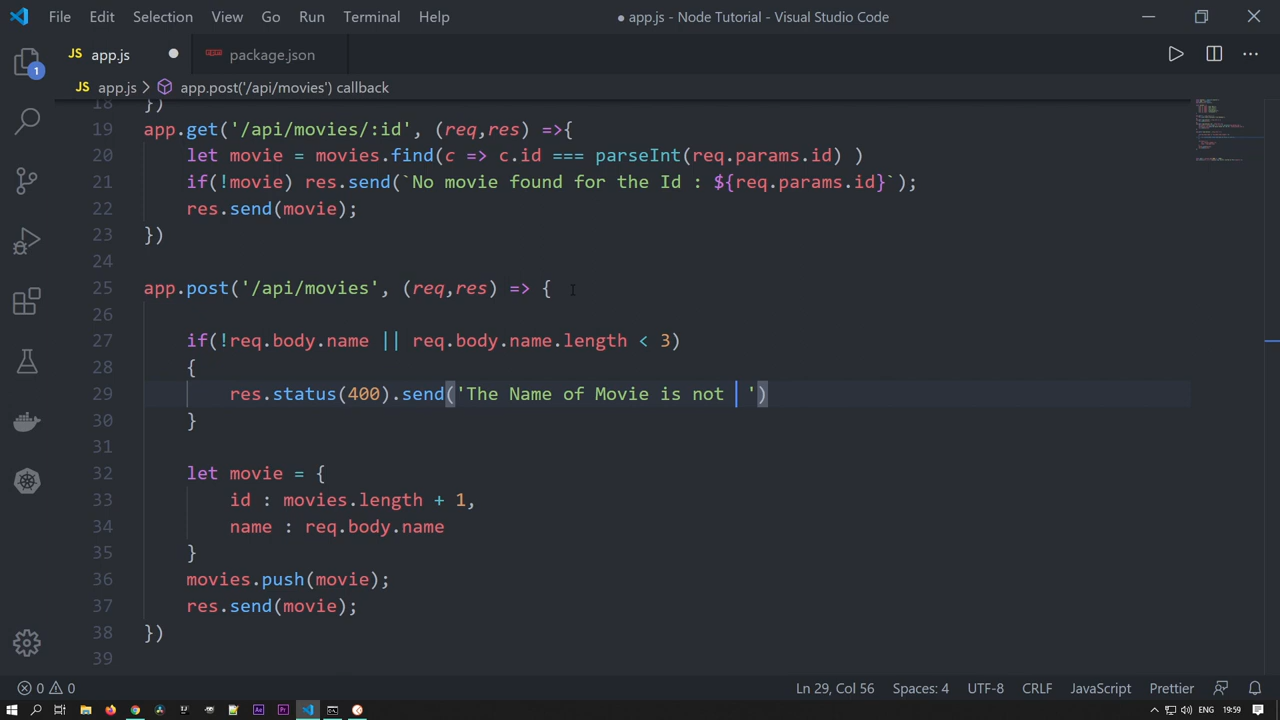 File Edit Selection View Go Run Terminal Help
● app.js - Node Tutorial - Visual Studio Code
JS app.js
package.json
1
JS app.js > app.post('/api/movies') callback
18 })
19 app.get('/api/movies/:id', (req,res) =>{
20 let movie = movies.find(c => c.id === parseInt(req.params.id) )
21 if(!movie) res.send(`No movie found for the Id : ${req.params.id}`);
22 res.send(movie);
23 })
24
25 app.post('/api/movies', (req,res) => {
26
27 if(!req.body.name || req.body.name.length < 3)
28 {
29 res.status(400).send('The Name of Movie is not  ')
30 }
31
32 let movie = {
33 id : movies.length + 1,
34 name : req.body.name
35 }
36 movies.push(movie);
37 res.send(movie);
38 })
39
0 0 Ln 29, Col 56 Spaces: 4 UTF-8 CRLF JavaScript Prettier
Ae Pr ENG 19:59